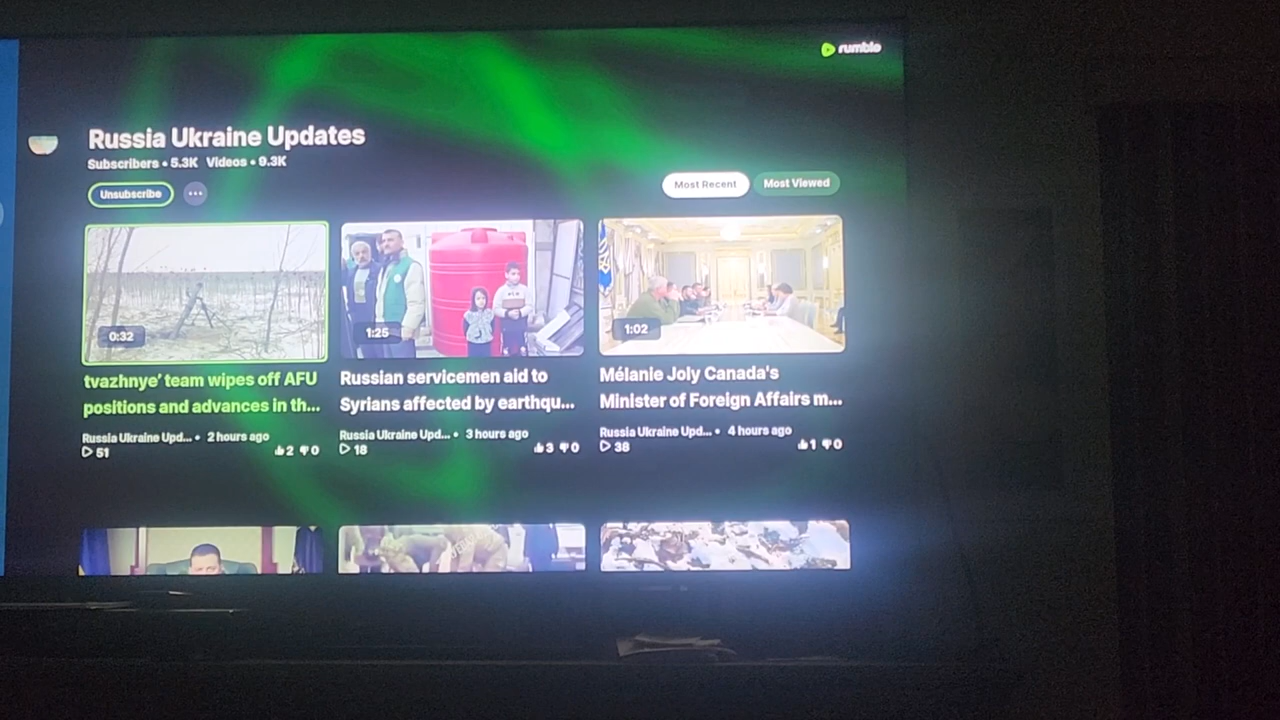 rumble
Russia Ukraine Updates
Subscribers • 5.3K Videos • 9.3K
Unsubscribe
Most Recent Most Viewed
0:32
1:25
1:02
tvazhnye’ team wipes off AFU
positions and advances in th...
Russia Ukraine Upd... • 2 hours ago
51 2 0
Russian servicemen aid to
Syrians affected by earthqu...
Russia Ukraine Upd... • 3 hours ago
18 3 0
Mélanie Joly Canada's
Minister of Foreign Affairs m...
Russia Ukraine Upd... • 4 hours ago
38 1 0